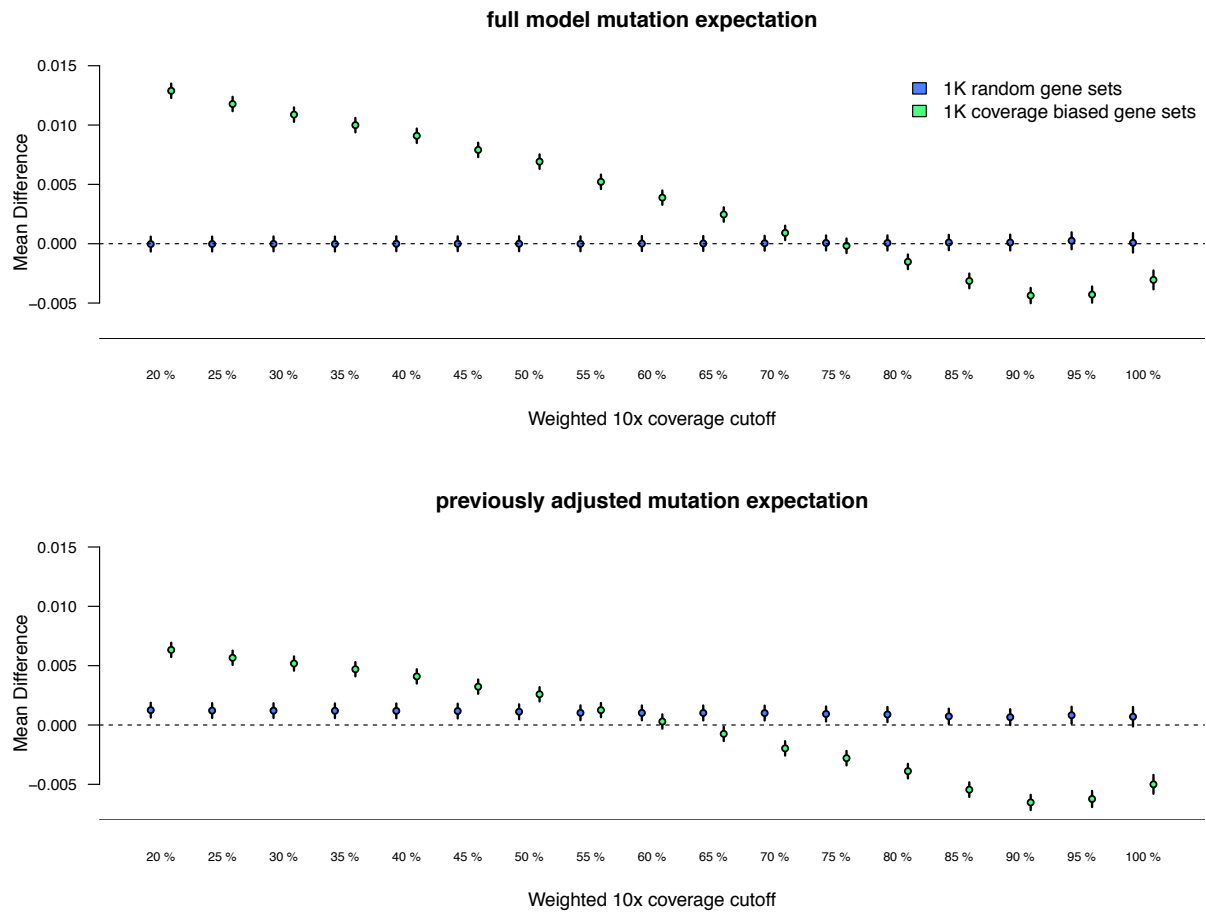 full model mutation expectation
0.015
0.010
0.005
0.000
−0.005
Mean Difference
1K random gene sets
1K coverage biased gene sets
20 % 25 % 30 % 35 % 40 % 45 % 50 % 55 % 60 % 65 % 70 % 75 % 80 % 85 % 90 % 95 % 100 %
Weighted 10x coverage cutoff
previously adjusted mutation expectation
0.015
0.010
0.005
0.000
−0.005
Mean Difference
20 % 25 % 30 % 35 % 40 % 45 % 50 % 55 % 60 % 65 % 70 % 75 % 80 % 85 % 90 % 95 % 100 %
Weighted 10x coverage cutoff